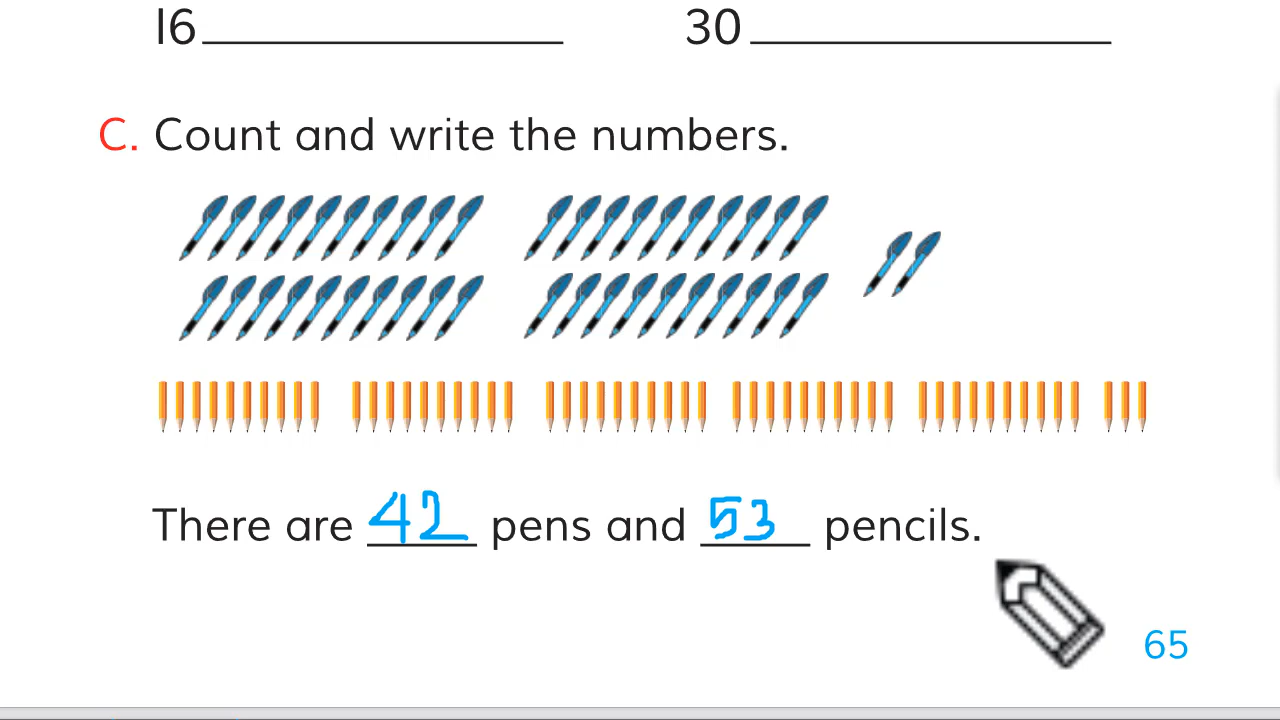 16 30
C. Count and write the numbers.
There are 42 pens and 53 pencils.
65